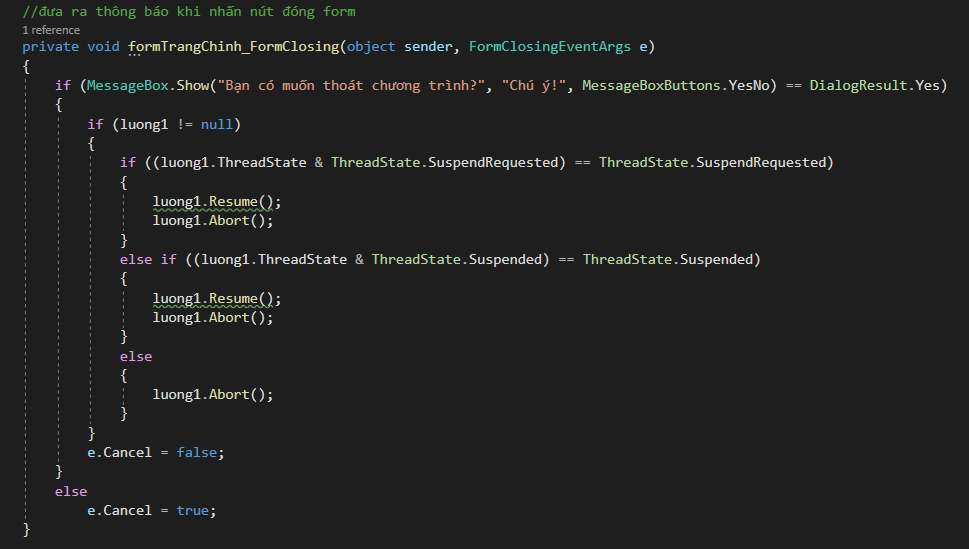 //đưa ra thông báo khi nhấn nút đóng form
1 reference
private void formTrangChinh_FormClosing(object sender, FormClosingEventArgs e)
{
if (MessageBox.Show("Bạn có muốn thoát chương trình?", "Chú ý!", MessageBoxButtons.YesNo) == DialogResult.Yes)
{
if (luong1 != null)
{
if ((luong1.ThreadState & ThreadState.SuspendRequested) == ThreadState.SuspendRequested)
{
luong1.Resume();
luong1.Abort();
}
else if ((luong1.ThreadState & ThreadState.Suspended) == ThreadState.Suspended)
{
luong1.Resume();
luong1.Abort();
}
else
{
luong1.Abort();
}
}
e.Cancel = false;
}
else
e.Cancel = true;
}